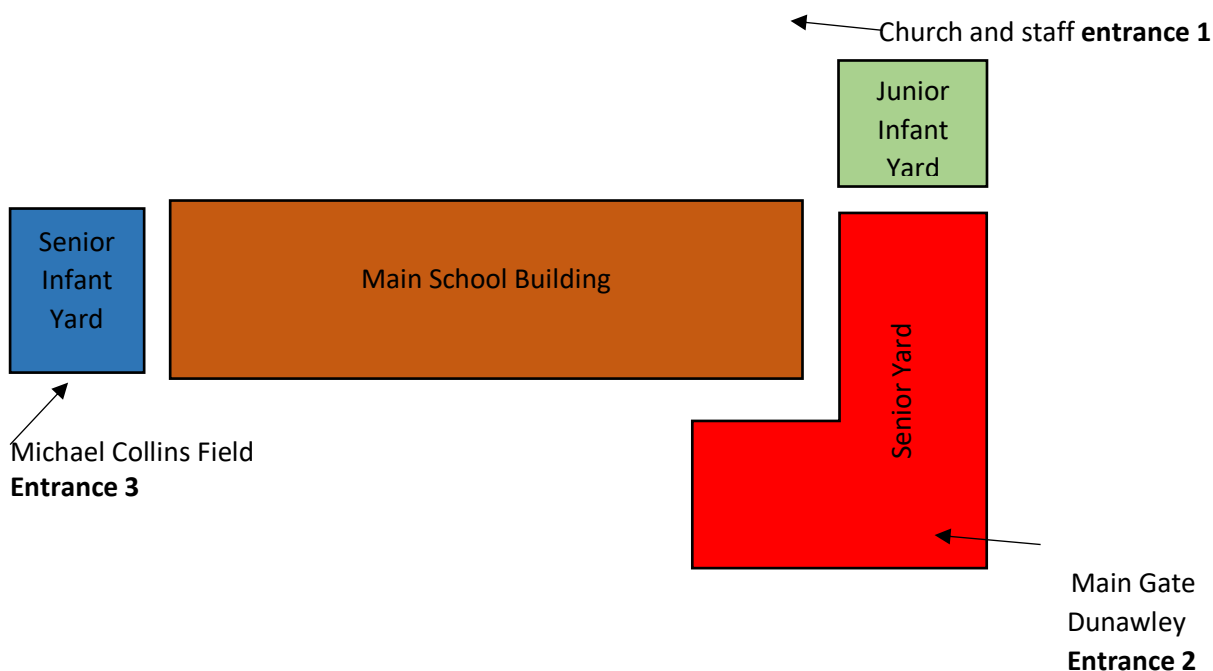 Church and staff entrance 1
Junior
Infant
Yard
Senior
Infant
Yard
Main School Building
Senior Yard
Michael Collins Field
Entrance 3
Main Gate
Dunawley
Entrance 2